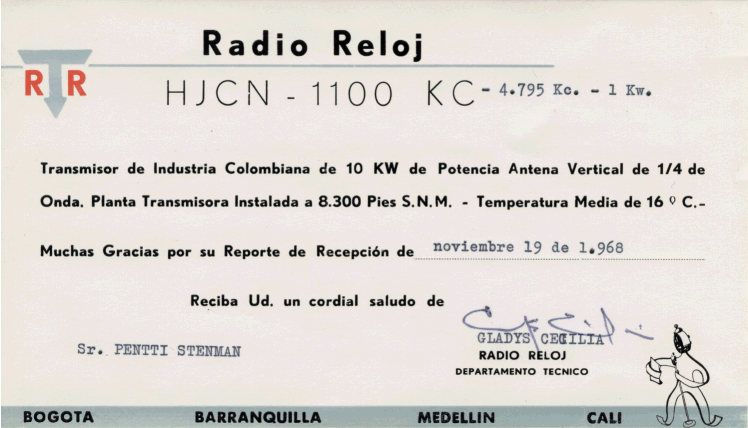 Radio Reloj
RTR
HJCN - 1100 KC - 4.795 Kc. - 1 Kw.
Transmisor de Industria Colombiana de 10 KW de Potencia Antena Vertical de 1/4 de
Onda. Planta Transmisora Instalada a 8.300 Pies S.N.M. - Temperatura Media de 16° C.-
Muchas Gracias por su Reporte de Recepción de noviembre 19 de 1.968
Reciba Ud. un cordial saludo de
GLADYS CECILIA
Sr. PENTTI STENMAN
RADIO RELOJ
DEPARTAMENTO TECNICO
BOGOTA BARRANQUILLA MEDELLIN CALI